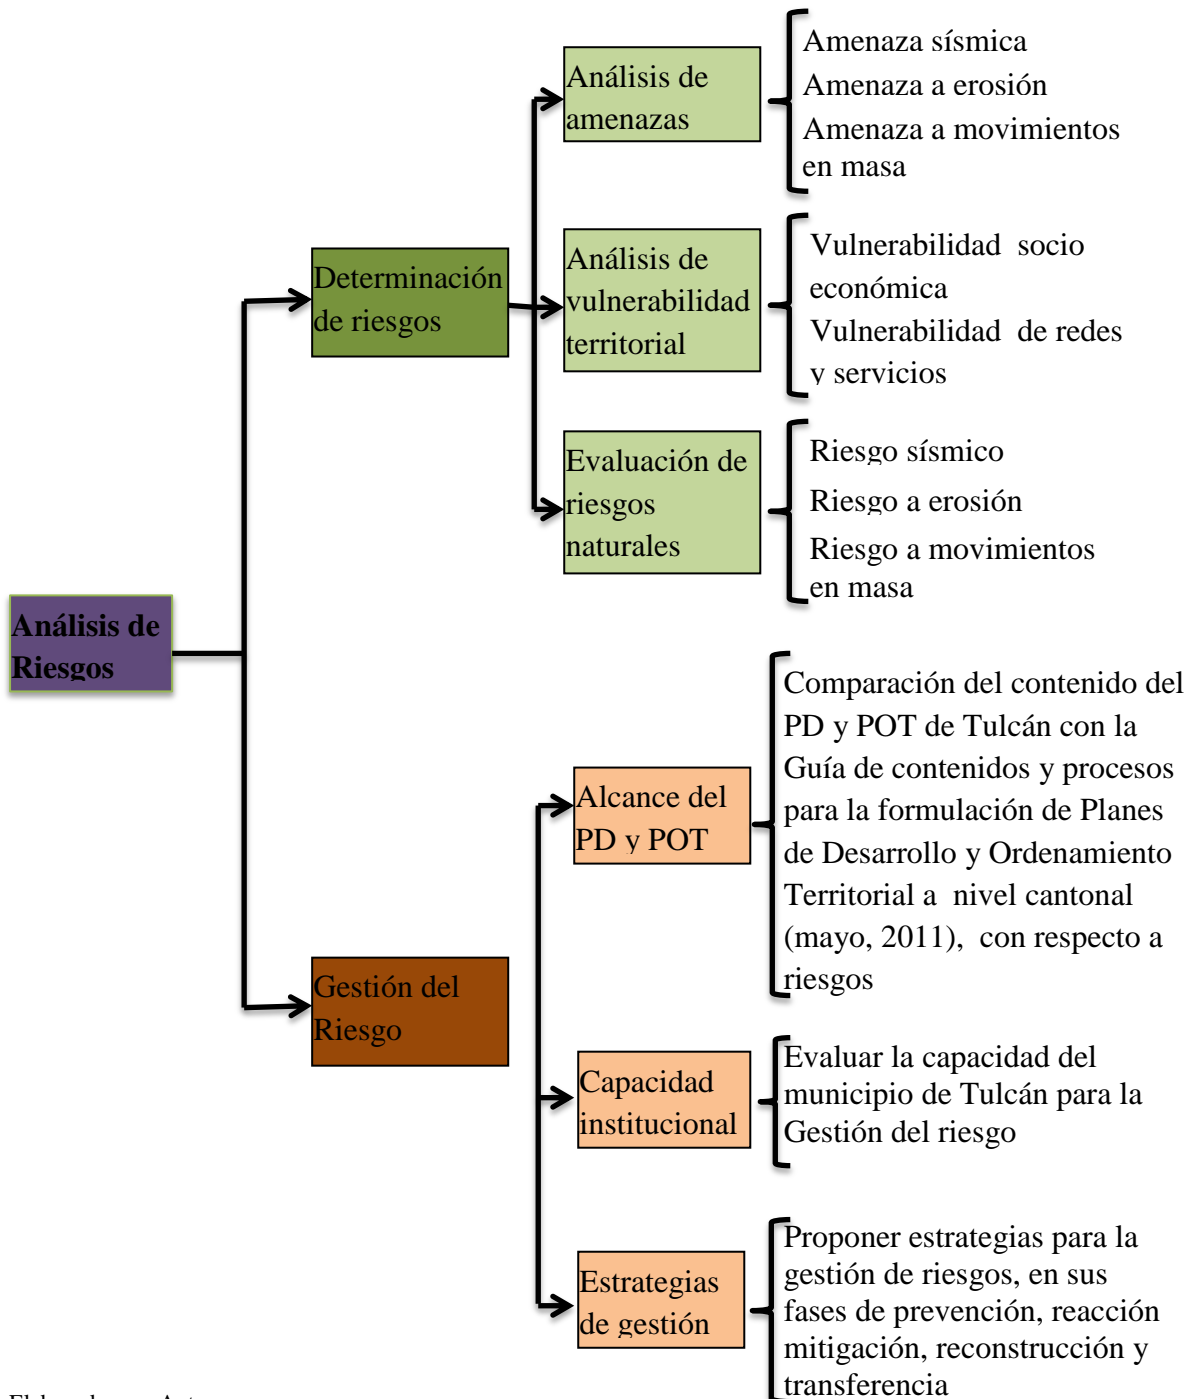 Análisis de
Riesgos
Determinación
de riesgos
Análisis de
amenazas
Amenaza sísmica
Amenaza a erosión
Amenaza a movimientos
en masa
Análisis de
vulnerabilidad
territorial
Vulnerabilidad socio
económica
Vulnerabilidad de redes
y servicios
Evaluación de
riesgos
naturales
Riesgo sísmico
Riesgo a erosión
Riesgo a movimientos
en masa
Gestión del
Riesgo
Alcance del
PD y POT
Comparación del contenido del
PD y POT de Tulcán con la
Guía de contenidos y procesos
para la formulación de Planes
de Desarrollo y Ordenamiento
Territorial a nivel cantonal
(mayo, 2011), con respecto a
riesgos
Capacidad
institucional
Evaluar la capacidad del
municipio de Tulcán para la
Gestión del riesgo
Estrategias
de gestión
Proponer estrategias para la
gestión de riesgos, en sus
fases de prevención, reacción
mitigación, reconstrucción y
transferencia